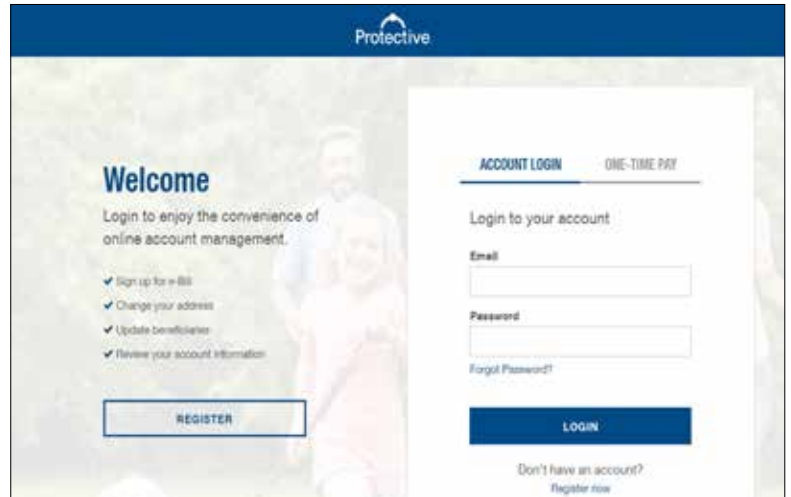 Protective
Welcome
Login to enjoy the convenience of
online account management.
Sign up for e-Bill
Change your address
Update beneficiaries
Review your account information
REGISTER
ACCOUNT LOGIN
ONE-TIME PAY
Login to your account
Email
Password
Forgot Password?
LOGIN
Don't have an account?
Register now